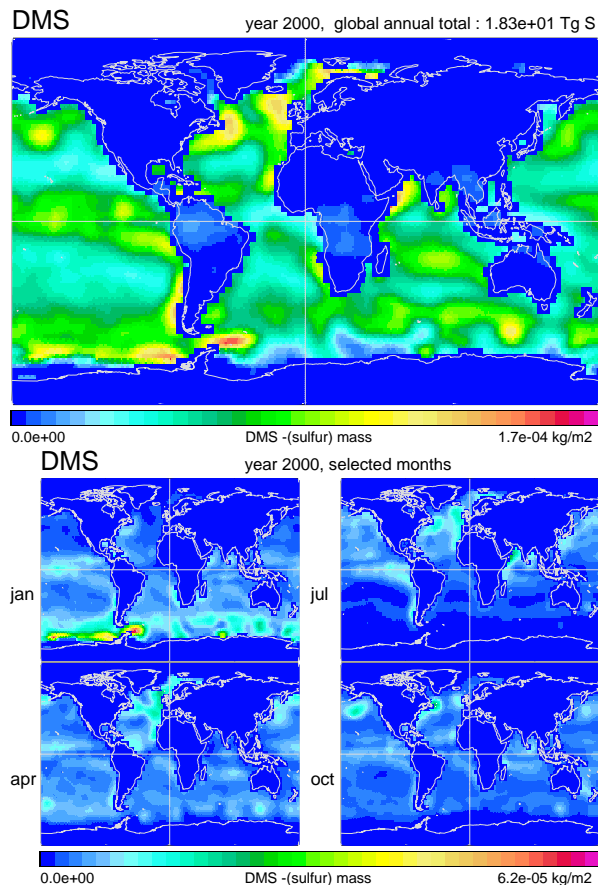 DMS
year 2000,  global annual total : 1.83e+01 Tg S
0.0e+00 DMS -(sulfur) mass 1.7e-04 kg/m2
DMS
year 2000, selected months
jan
jul
apr
oct
0.0e+00 DMS -(sulfur) mass 6.2e-05 kg/m2